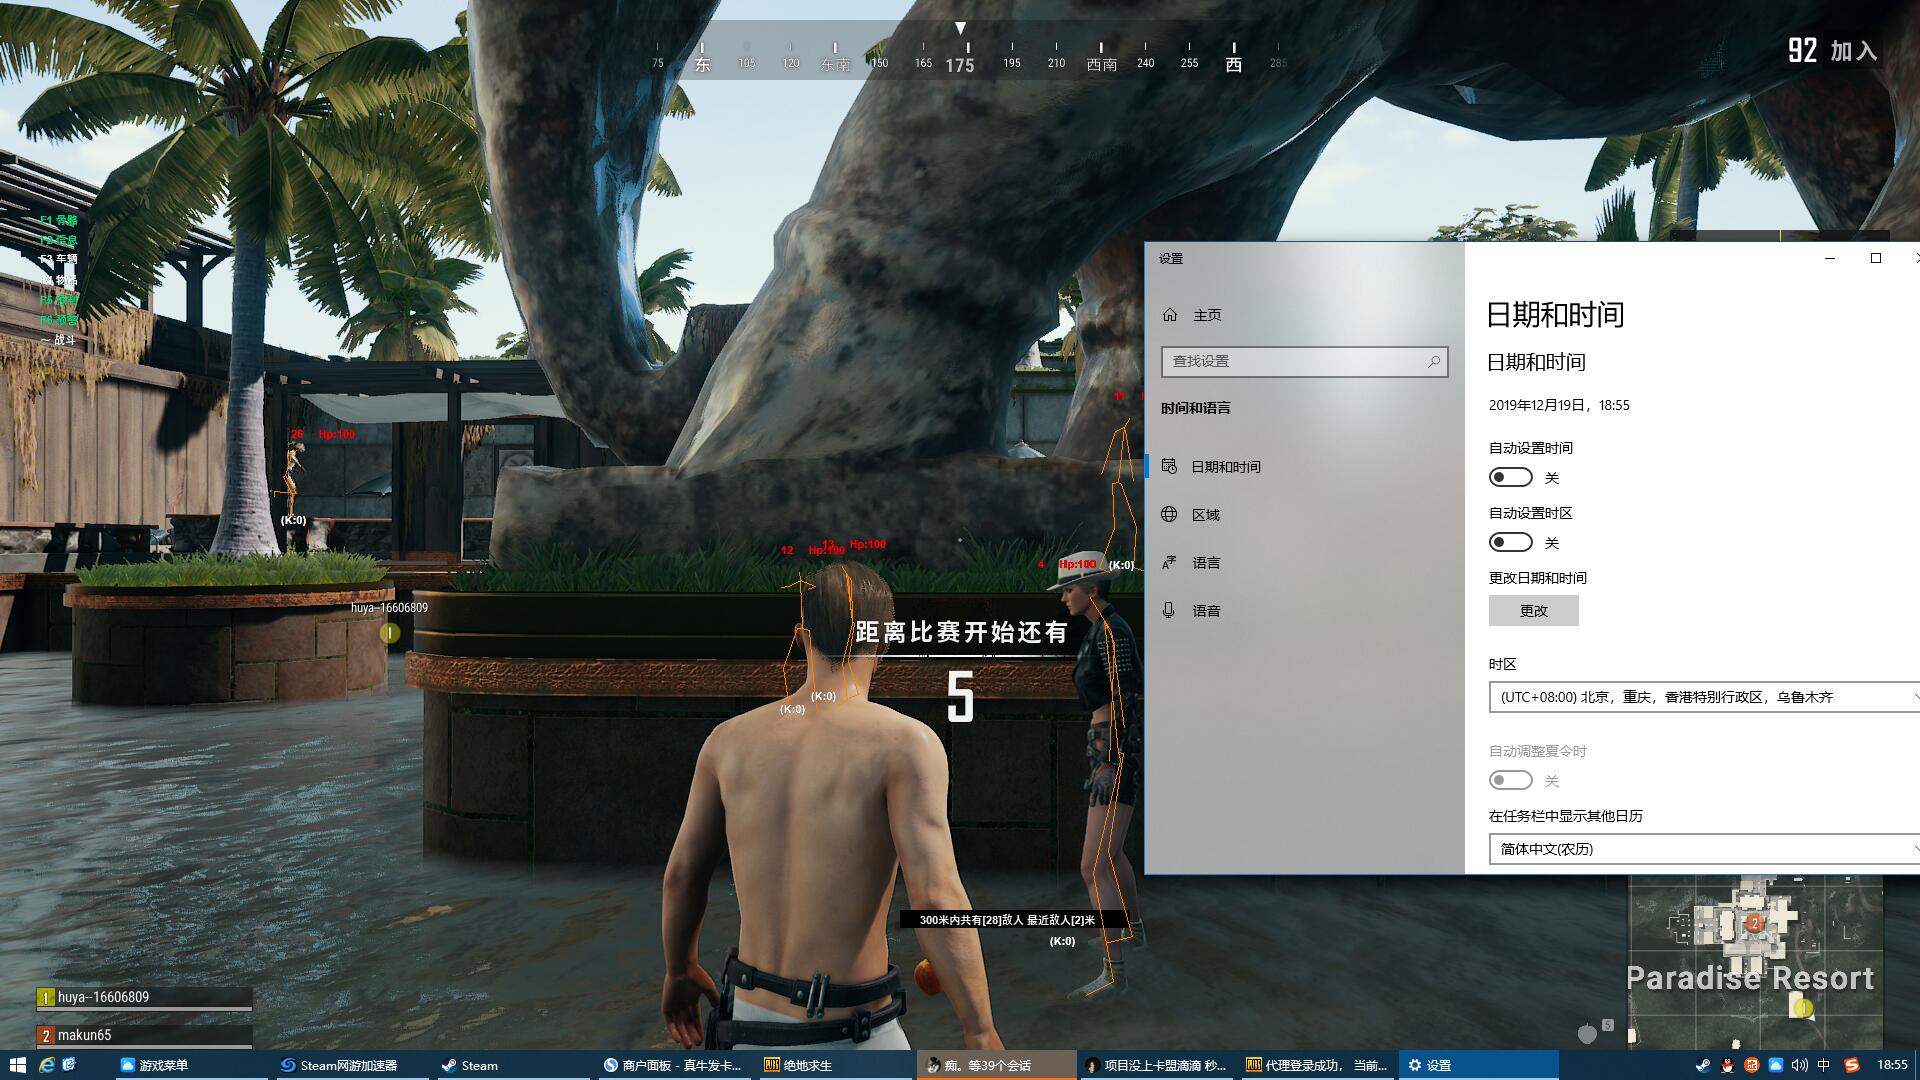 75 东 105 120 东南 150 165 175 195 210 西南 240 255 西 285
92 加入
F1 骨骼
F2 信息
F3 车辆
F4 物品
F6 预警
~ 战斗
26 Hp:100
(K:0)
huya--16606809
1
12 Hp:100
13 Hp:100
(K:0)
(K:0)
11
4 Hp:100
(K:0)
距离比赛开始还有
5
300米内共有[28]敌人 最近敌人[2]米
(K:0)
设置
主页
查找设置
时间和语言
日期和时间
区域
语言
语音
日期和时间
日期和时间
2019年12月19日，18:55
自动设置时间
关
自动设置时区
关
更改日期和时间
更改
时区
(UTC+08:00) 北京，重庆，香港特别行政区，乌鲁木齐
自动调整夏令时
关
在任务栏中显示其他日历
简体中文(农历)
2
Paradise Resort
1
5
1 huya--16606809
2 makun65
游戏菜单
Steam网游加速器
Steam
商户面板 - 真牛发卡...
绝地求生
痴。等39个会话
项目没上卡盟滴滴 秒...
代理登录成功， 当前...
设置
中
18:55